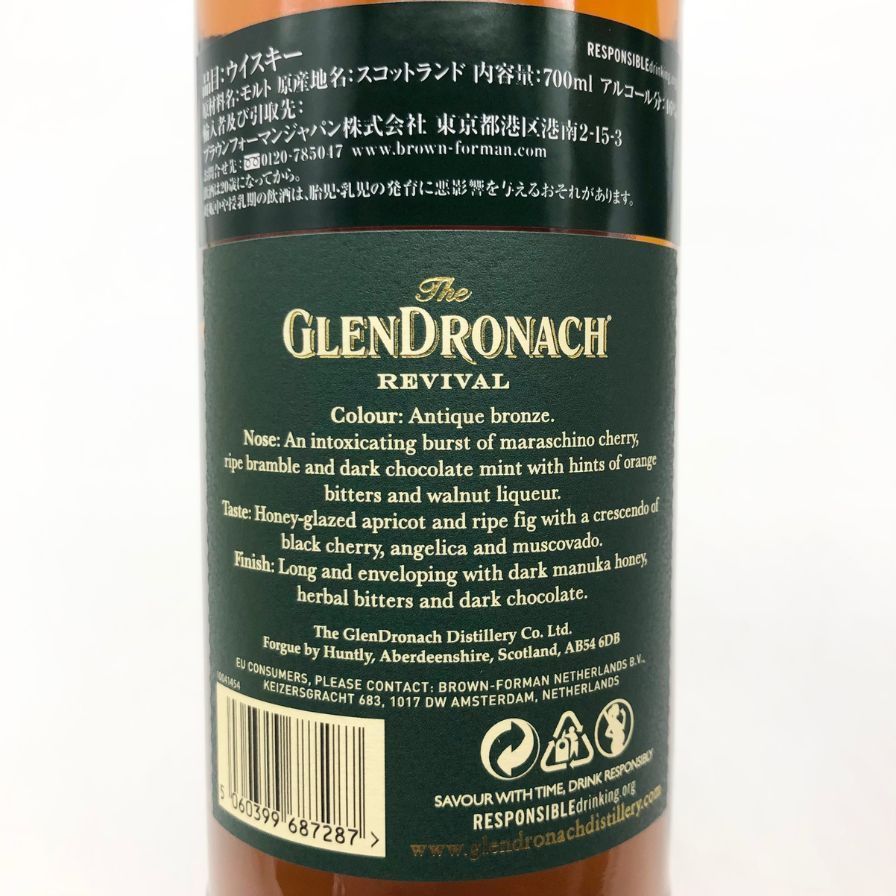 品目:ウイスキー
RESPONSIBLEdrinking.org
原材料名:モルト 原産地名:スコットランド 内容量:700ml アルコール分:
輸入者及び引取先:
ブラウンフォーマンジャパン株式会社 東京都港区港南2-15-3
お問合せ先:0120-785047 www.brown-forman.com
飲酒は20歳になってから。
妊娠中や授乳期の飲酒は、胎児・乳児の発育に悪影響を与えるおそれがあります。
The
GLENDRONACH
REVIVAL
Colour: Antique bronze.
Nose: An intoxicating burst of maraschino cherry,
ripe bramble and dark chocolate mint with hints of orange
bitters and walnut liqueur.
Taste: Honey-glazed apricot and ripe fig with a crescendo of
black cherry, angelica and muscovado.
Finish: Long and enveloping with dark manuka honey,
herbal bitters and dark chocolate.
The GlenDronach Distillery Co. Ltd.
Forgue by Huntly, Aberdeenshire, Scotland, AB54 6DB
EU CONSUMERS, PLEASE CONTACT: BROWN-FORMAN NETHERLANDS B.V.,
KEIZERSGRACHT 683, 1017 DW AMSTERDAM, NETHERLANDS
10041454
5 060399 687287 >
SAVOUR WITH TIME, DRINK RESPONSIBLY
RESPONSIBLEdrinking.org
www.glendronachdistillery.com